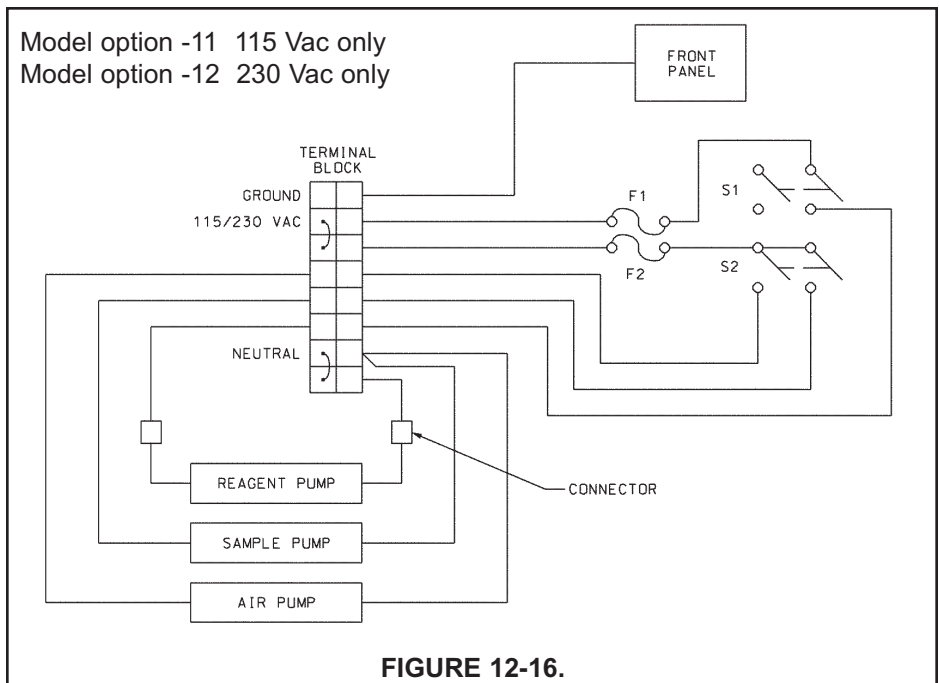 Model option -11 115 Vac only
Model option -12 230 Vac only
FRONT
PANEL
TERMINAL
BLOCK
GROUND
115/230 VAC
F1
S1
F2
S2
NEUTRAL
REAGENT PUMP
CONNECTOR
SAMPLE PUMP
AIR PUMP
FIGURE 12-16.